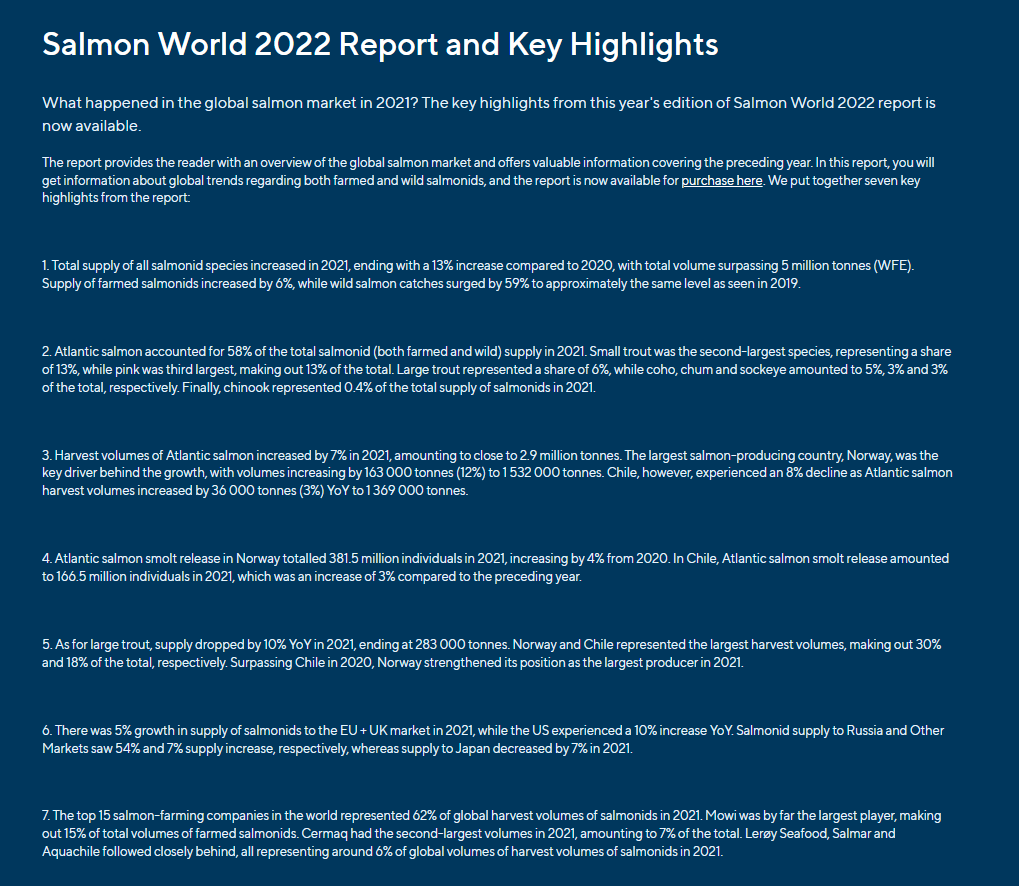 Salmon World 2022 Report and Key Highlights
What happened in the global salmon market in 2021? The key highlights from this year's edition of Salmon World 2022 report is
now available.
The report provides the reader with an overview of the global salmon market and offers valuable information covering the preceding year. In this report, you will
get information about global trends regarding both farmed and wild salmonids, and the report is now available for purchase here. We put together seven key
highlights from the report:
1. Total supply of all salmonid species increased in 2021, ending with a 13% increase compared to 2020, with total volume surpassing 5 million tonnes (WFE).
Supply of farmed salmonids increased by 6%, while wild salmon catches surged by 59% to approximately the same level as seen in 2019.
2. Atlantic salmon accounted for 58% of the total salmonid (both farmed and wild) supply in 2021. Small trout was the second-largest species, representing a share
of 13%, while pink was third largest, making out 13% of the total. Large trout represented a share of 6%, while coho, chum and sockeye amounted to 5%, 3% and 3%
of the total, respectively. Finally, chinook represented 0.4% of the total supply of salmonids in 2021.
3. Harvest volumes of Atlantic salmon increased by 7% in 2021, amounting to close to 2.9 million tonnes. The largest salmon-producing country, Norway, was the
key driver behind the growth, with volumes increasing by 163 000 tonnes (12%) to 1 532 000 tonnes. Chile, however, experienced an 8% decline as Atlantic salmon
harvest volumes increased by 36 000 tonnes (3%) YoY to 1 369 000 tonnes.
4. Atlantic salmon smolt release in Norway totalled 381.5 million individuals in 2021, increasing by 4% from 2020. In Chile, Atlantic salmon smolt release amounted
to 166.5 million individuals in 2021, which was an increase of 3% compared to the preceding year.
5. As for large trout, supply dropped by 10% YoY in 2021, ending at 283 000 tonnes. Norway and Chile represented the largest harvest volumes, making out 30%
and 18% of the total, respectively. Surpassing Chile in 2020, Norway strengthened its position as the largest producer in 2021.
6. There was 5% growth in supply of salmonids to the EU + UK market in 2021, while the US experienced a 10% increase YoY. Salmonid supply to Russia and Other
Markets saw 54% and 7% supply increase, respectively, whereas supply to Japan decreased by 7% in 2021.
7. The top 15 salmon-farming companies in the world represented 62% of global harvest volumes of salmonids in 2021. Mowi was by far the largest player, making
out 15% of total volumes of farmed salmonids. Cermaq had the second-largest volumes in 2021, amounting to 7% of the total. Lerøy Seafood, Salmar and
Aquachile followed closely behind, all representing around 6% of global volumes of harvest volumes of salmonids in 2021.